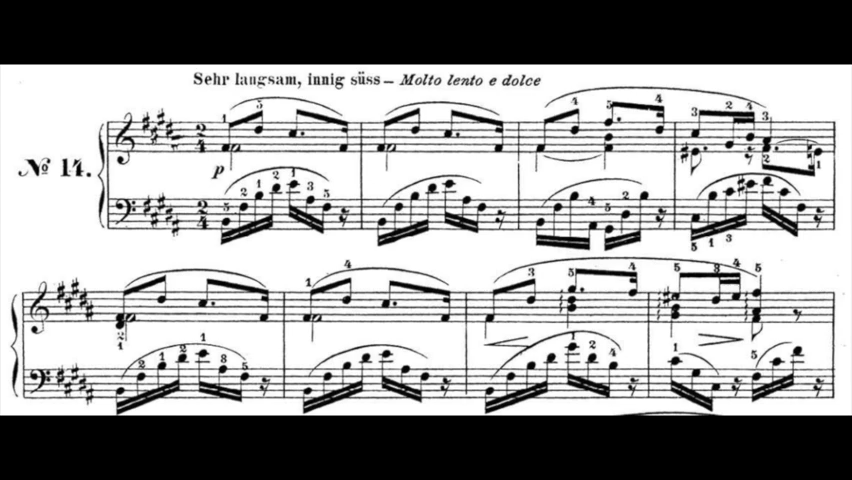 Sehr langsam, innig süss – Molto lento e dolce
№ 14.
p